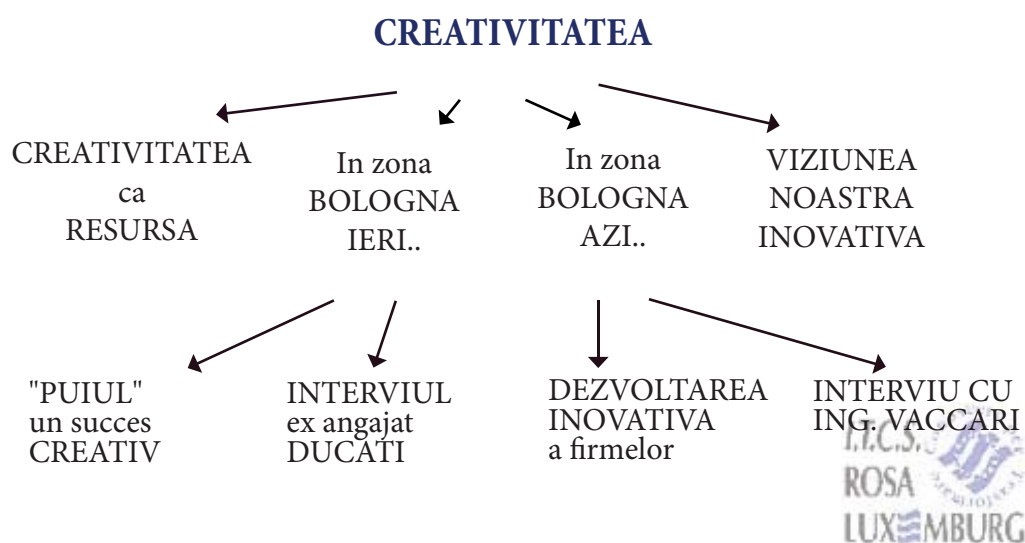 CREATIVITATEA
CREATIVITATEA
ca
RESURSA
In zona
BOLOGNA
IERI..
In zona
BOLOGNA
AZI..
VIZIUNEA
NOASTRA
INOVATIVA
"PUIUL"
un succes
CREATIV
INTERVIUL
ex angajat
DUCATI
DEZVOLTAREA
INOVATIVA
a firmelor
INTERVIU CU
ING. VACCARI
I.T.C.S.
ROSA
LUXEMBURG